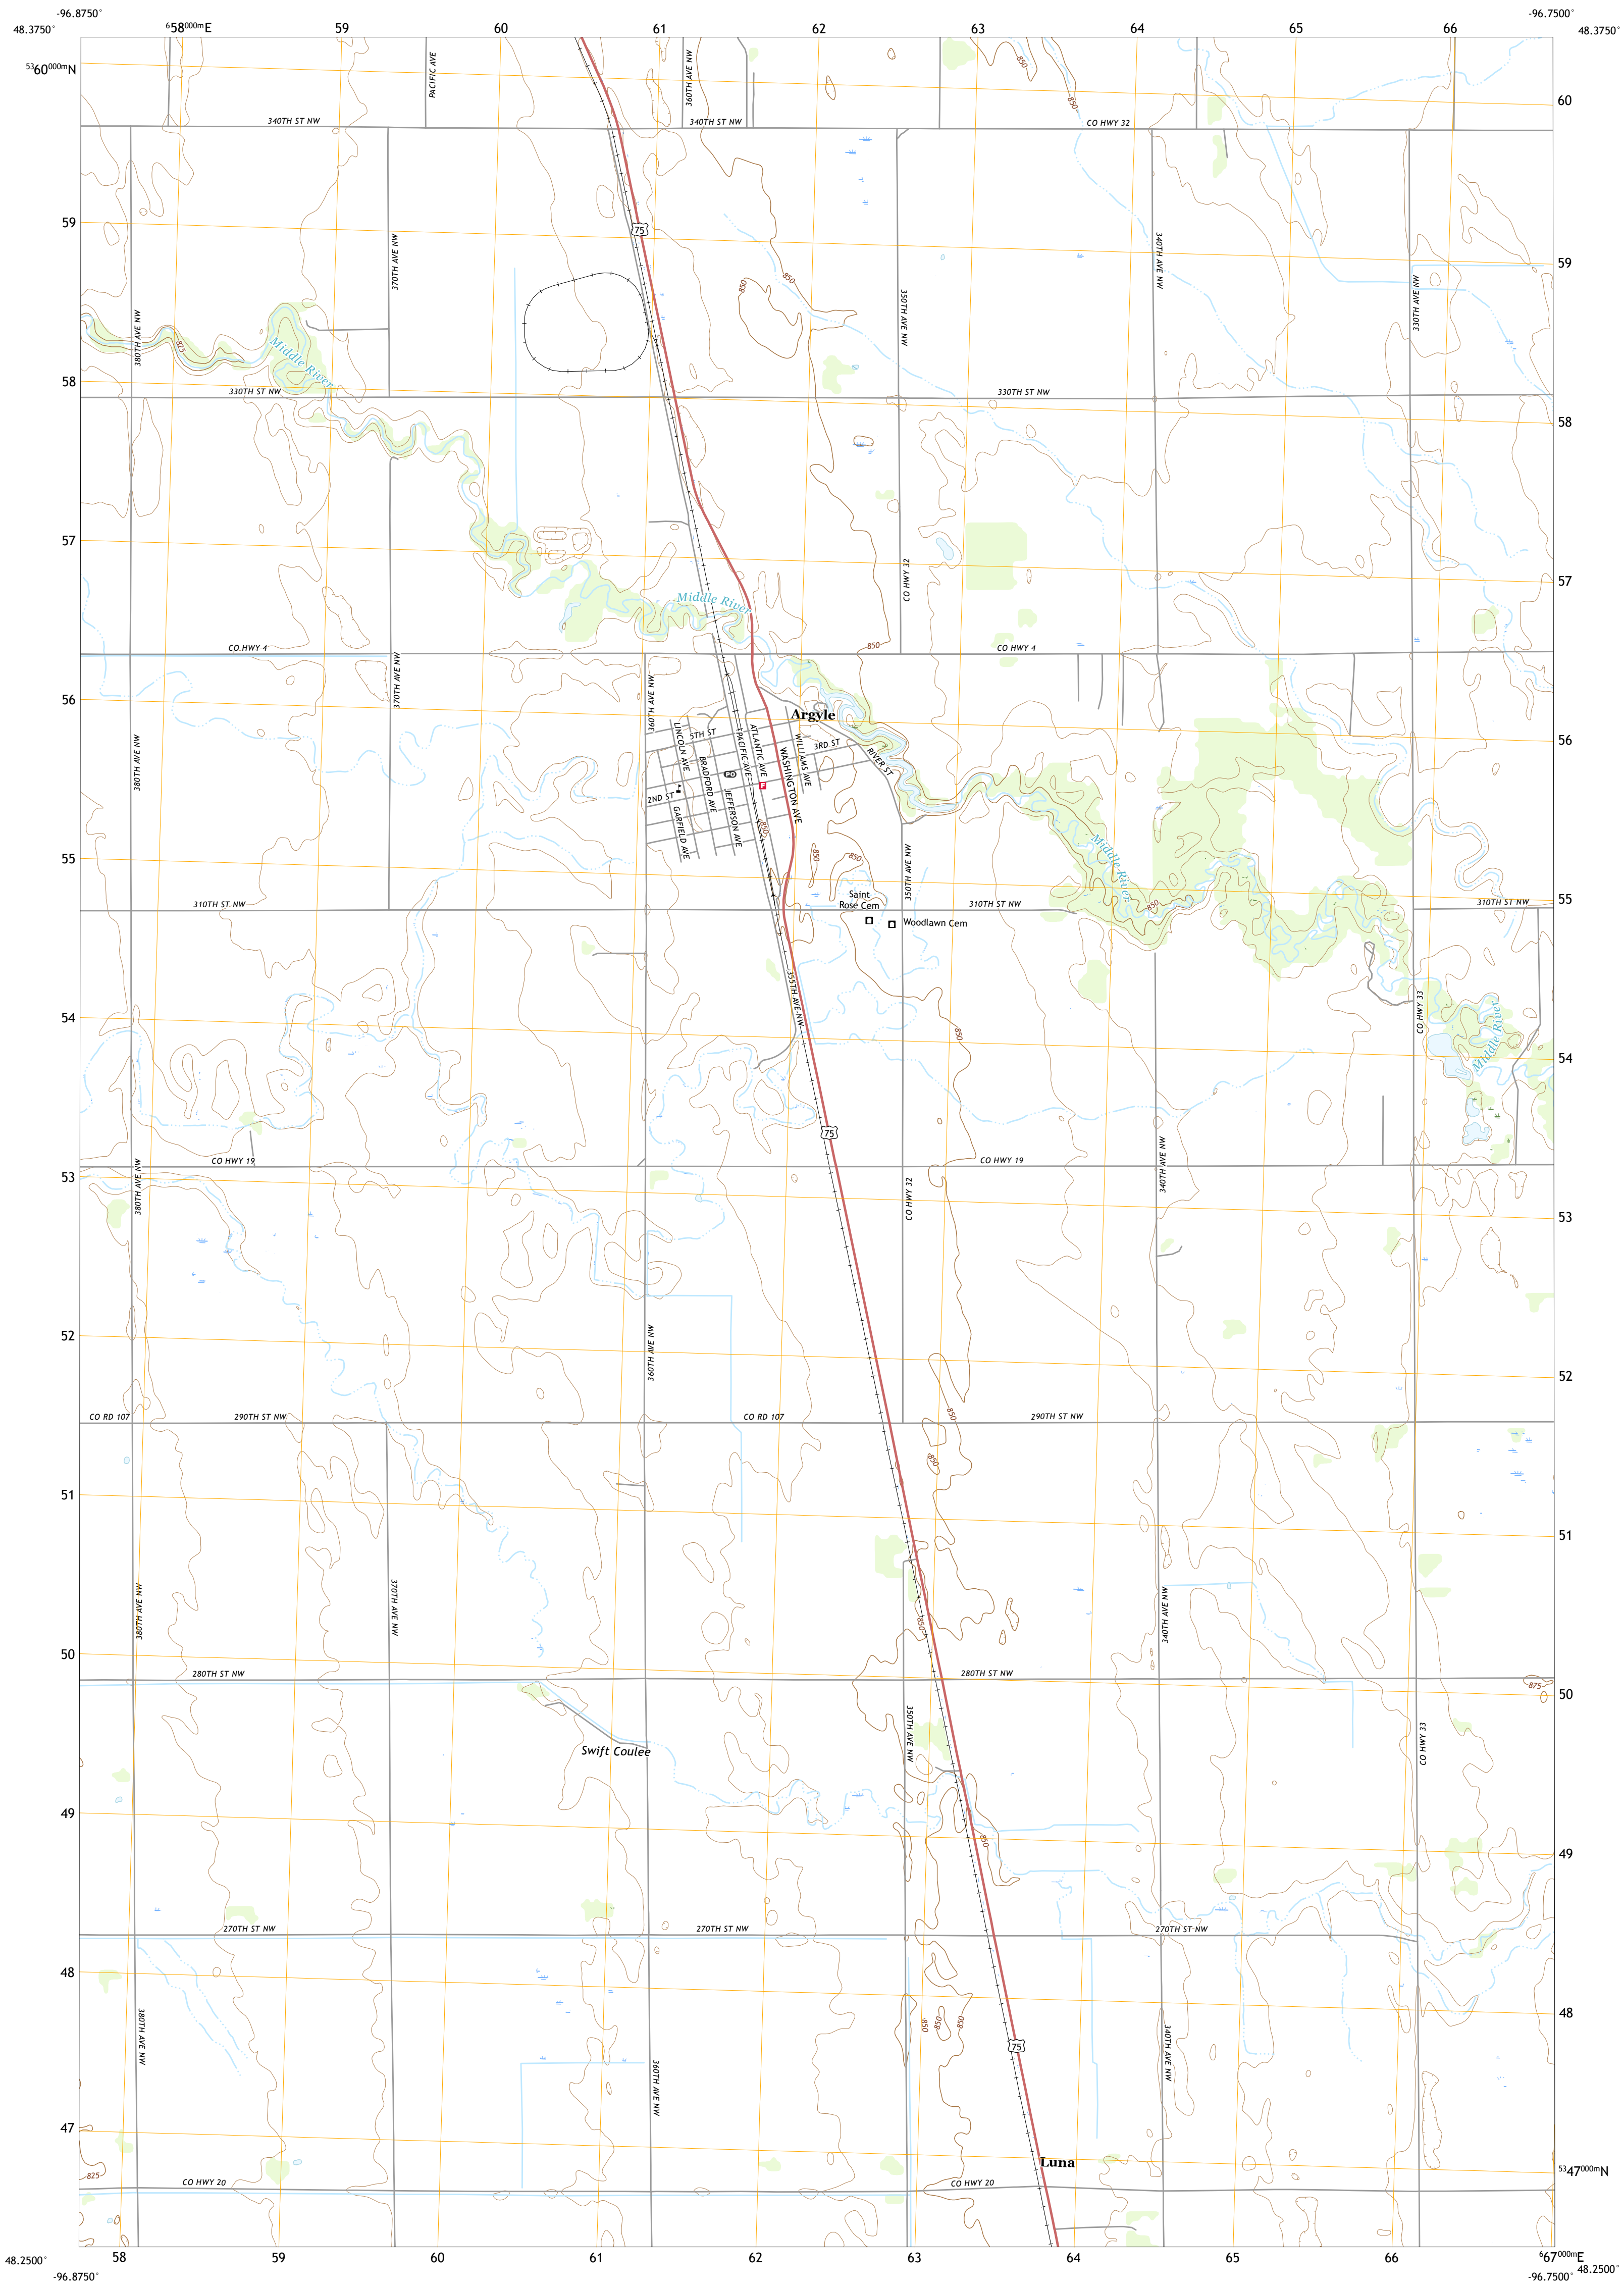 -96.8750°
-96.7500°
48.3750°
⁶58⁰⁰⁰ᵐE
59
60
61
62
63
64
65
66
48.3750°
⁵³60⁰⁰⁰ᵐN
PACIFIC AVE
360TH AVE NW
850
850
60
340TH ST NW
340TH ST NW
CO HWY 32
59
75
370TH AVE NW
340TH AVE NW
59
850
850
350TH AVE NW
330TH AVE NW
380TH AVE NW
825
Middle River
58
330TH ST NW
330TH ST NW
58
57
CO HWY 32
57
Middle River
CO HWY 4
850
CO HWY 4
370TH AVE NW
360TH AVE NW
56
Argyle
56
380TH AVE NW
LINCOLN AVE
5TH ST
PACIFIC AVE
ATLANTIC AVE
WILLIAMS AVE
3RD ST
RIVER ST
BRADFORD AVE
PO
F
WASHINGTON AVE
2ND ST
JEFFERSON AVE
GARFIELD AVE
850
55
850
850
350TH AVE NW
Middle River
Saint
Rose Cem
310TH ST NW
310TH ST NW
850
310TH ST NW
55
Woodlawn Cem
355TH AVE NW
54
850
CO HWY 33
Middle River
54
75
CO HWY 19
CO HWY 19
340TH AVE NW
53
380TH AVE NW
CO HWY 32
53
52
360TH AVE NW
52
CO RD 107
290TH ST NW
CO RD 107
850
290TH ST NW
850
51
51
380TH AVE NW
370TH AVE NW
850
340TH AVE NW
50
280TH ST NW
280TH ST NW
875
50
350TH AVE NW
CO HWY 33
Swift Coulee
49
850
49
270TH ST NW
270TH ST NW
270TH ST NW
48
380TH AVE NW
850
850
850
48
75
360TH AVE NW
340TH AVE NW
47
Luna
825
⁵³47⁰⁰⁰ᵐN
CO HWY 20
CO HWY 20
48.2500°
58
59
60
61
62
63
64
65
66
⁶67⁰⁰⁰ᵐE
48.2500°
-96.8750°
-96.7500°